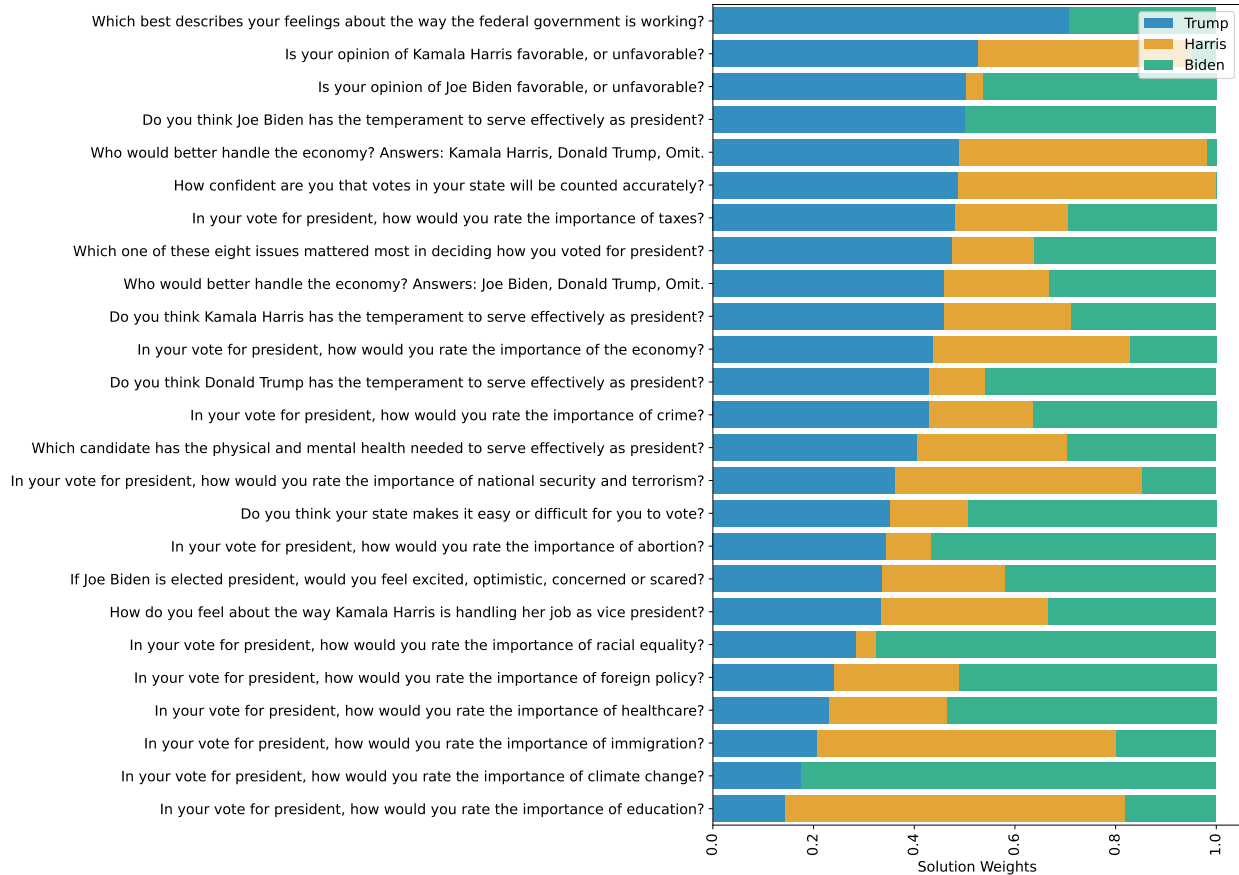 Which best describes your feelings about the way the federal government is working?
Is your opinion of Kamala Harris favorable, or unfavorable?
Is your opinion of Joe Biden favorable, or unfavorable?
Do you think Joe Biden has the temperament to serve effectively as president?
Who would better handle the economy? Answers: Kamala Harris, Donald Trump, Omit.
How confident are you that votes in your state will be counted accurately?
In your vote for president, how would you rate the importance of taxes?
Which one of these eight issues mattered most in deciding how you voted for president?
Who would better handle the economy? Answers: Joe Biden, Donald Trump, Omit.
Do you think Kamala Harris has the temperament to serve effectively as president?
In your vote for president, how would you rate the importance of the economy?
Do you think Donald Trump has the temperament to serve effectively as president?
In your vote for president, how would you rate the importance of crime?
Which candidate has the physical and mental health needed to serve effectively as president?
In your vote for president, how would you rate the importance of national security and terrorism?
Do you think your state makes it easy or difficult for you to vote?
In your vote for president, how would you rate the importance of abortion?
If Joe Biden is elected president, would you feel excited, optimistic, concerned or scared?
How do you feel about the way Kamala Harris is handling her job as vice president?
In your vote for president, how would you rate the importance of racial equality?
In your vote for president, how would you rate the importance of foreign policy?
In your vote for president, how would you rate the importance of healthcare?
In your vote for president, how would you rate the importance of immigration?
In your vote for president, how would you rate the importance of climate change?
In your vote for president, how would you rate the importance of education?
Trump
Harris
Biden
0.0 0.2 0.4 0.6 0.8 1.0
Solution Weights